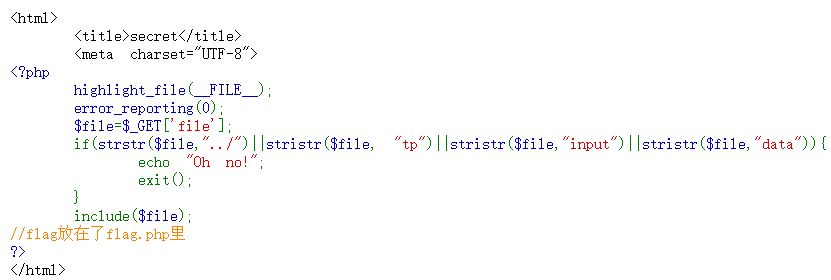 <html>
<title>secret</title>
<meta charset="UTF-8">
<?php
highlight_file(__FILE__);
error_reporting(0);
$file=$_GET['file'];
if(strstr($file,"../")||stristr($file, "tp")||stristr($file,"input")||stristr($file,"data")){
echo "Oh no!";
exit();
}
include($file);
//flag放在了flag.php里
?>
</html>